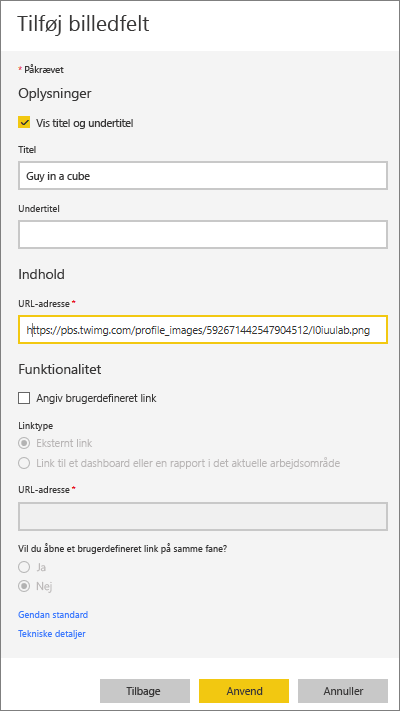 Tilføj billedfelt
* Påkrævet
Oplysninger
Vis titel og undertitel
Titel
Guy in a cube
Undertitel
Indhold
URL-adresse *
https://pbs.twimg.com/profile_images/592671442547904512/I0iuulab.png
Funktionalitet
Angiv brugerdefineret link
Linktype
Eksternt link
Link til et dashboard eller en rapport i det aktuelle arbejdsområde
URL-adresse *
Vil du åbne et brugerdefineret link på samme fane?
Ja
Nej
Gendan standard
Tekniske detaljer
Tilbage
Anvend
Annuller